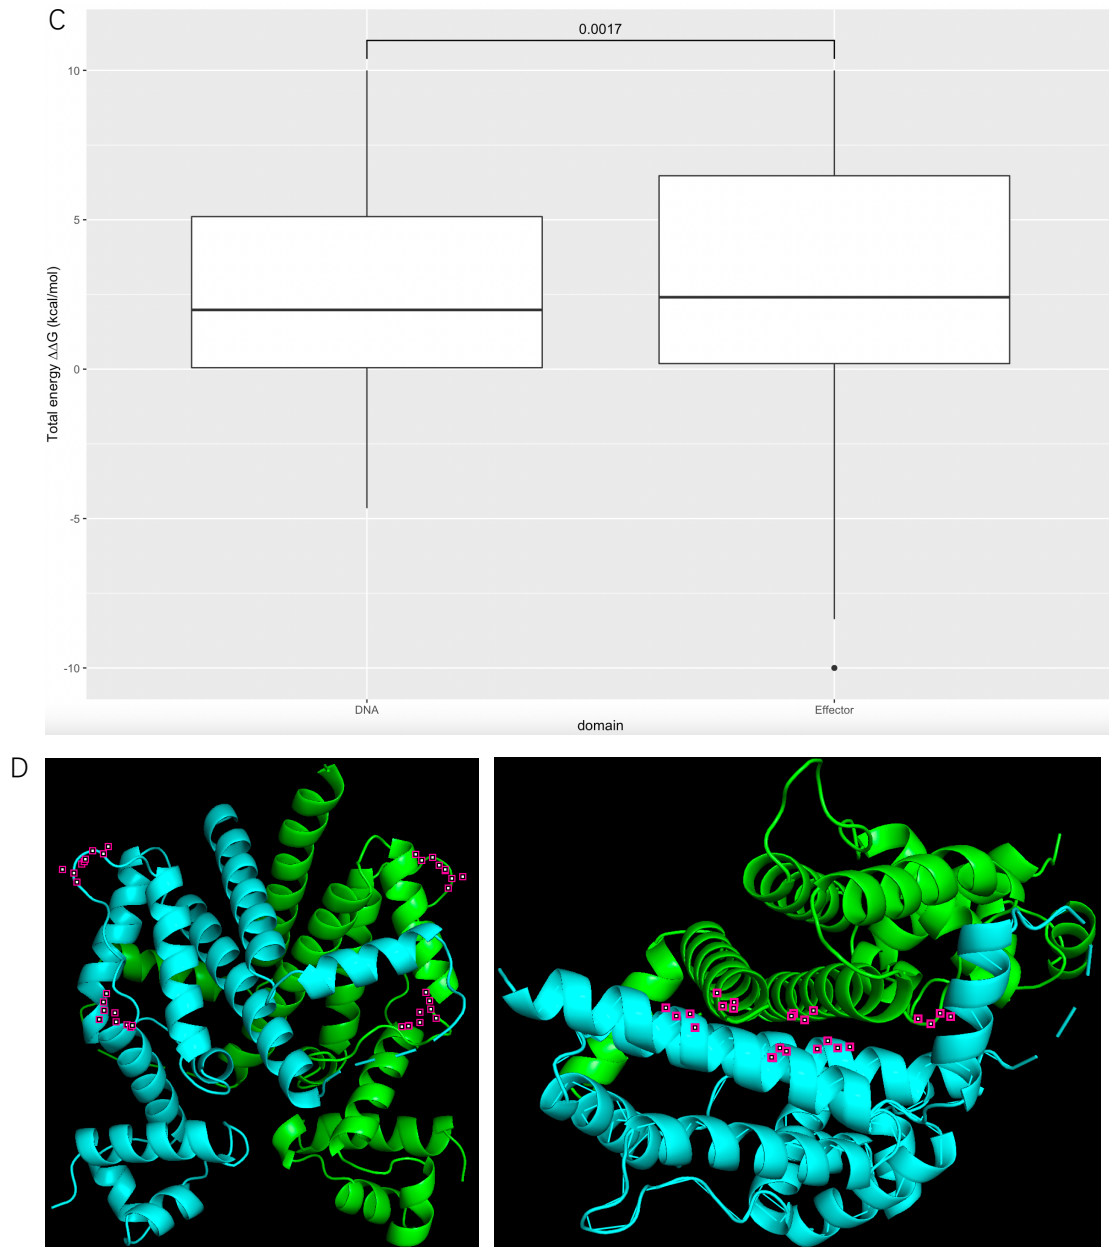 C
0.0017
10
5
0
-5
-10
Total energy ΔΔG (kcal/mol)
DNA
Effector
domain
D